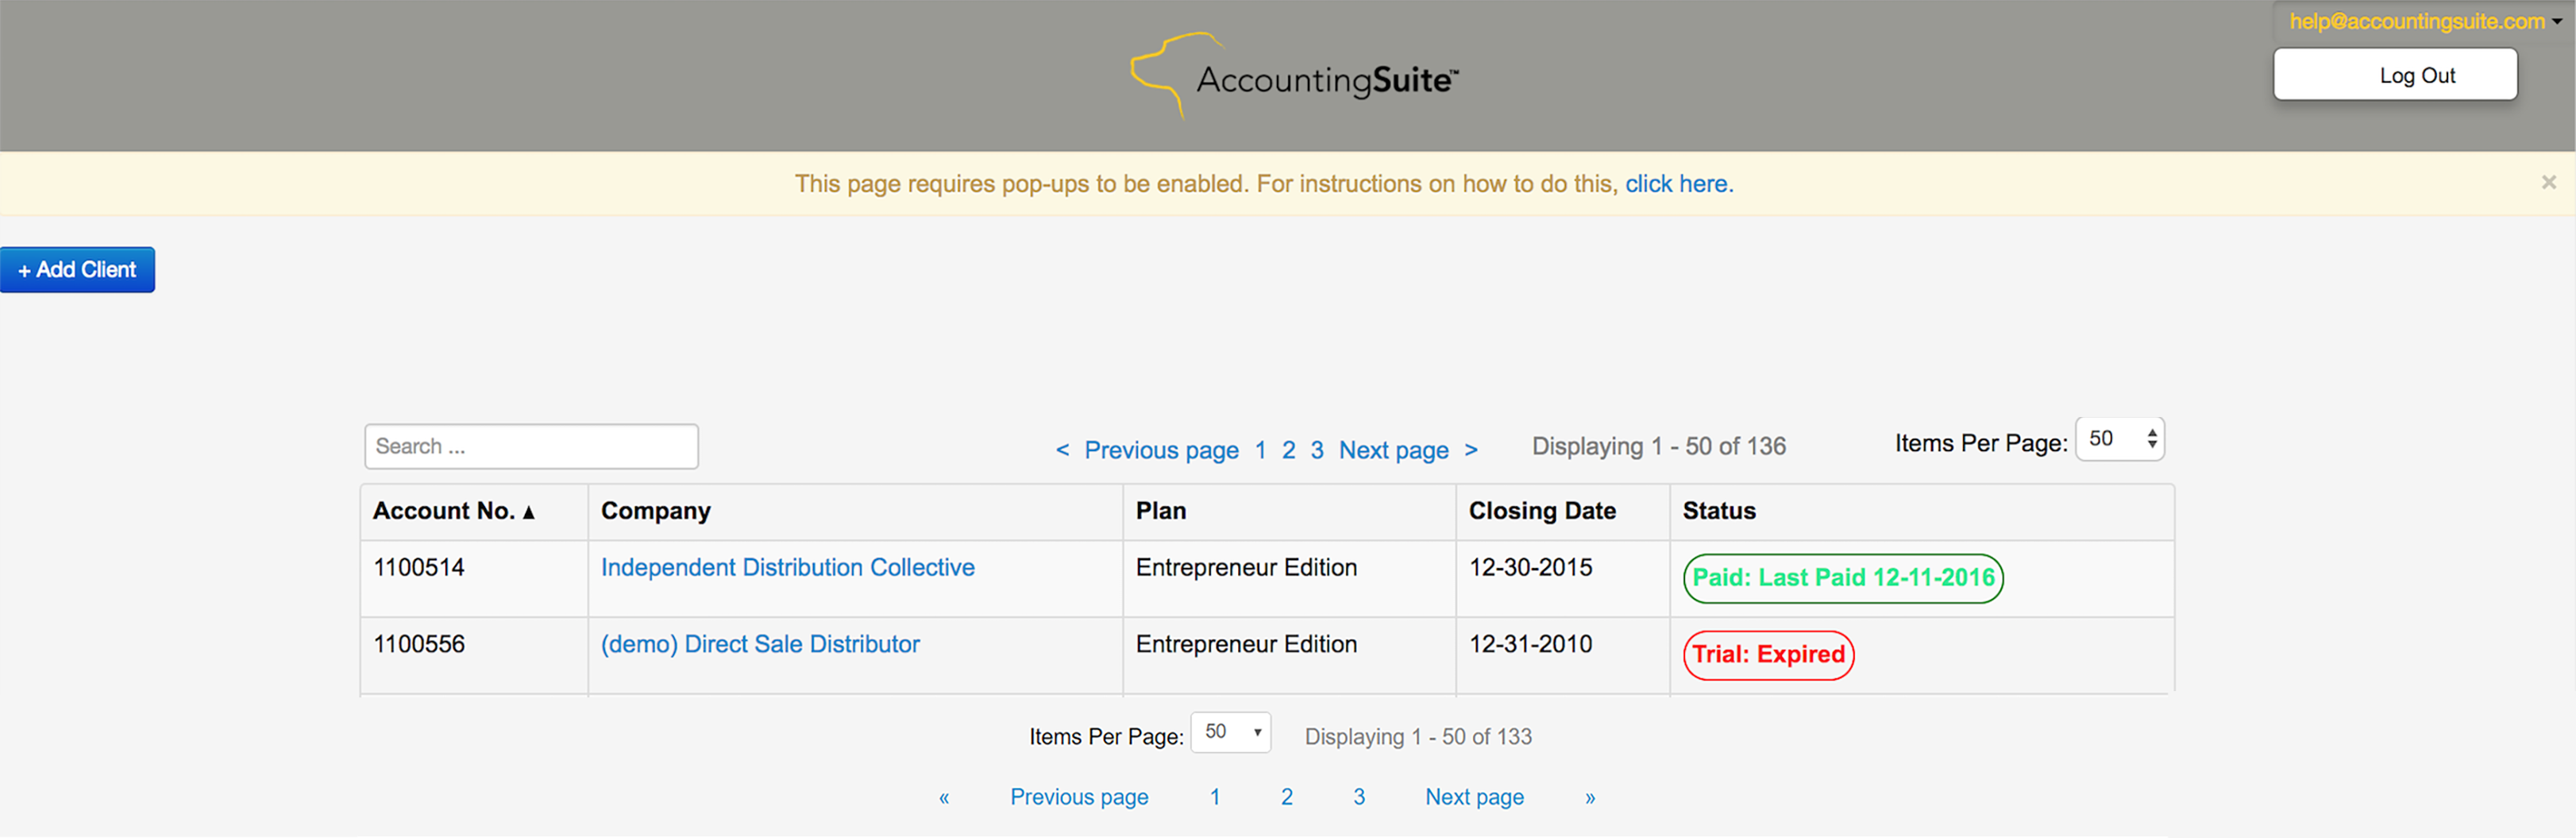 help@accountingsuite.com
Log Out
AccountingSuite™
This page requires pop-ups to be enabled. For instructions on how to do this, click here.
×
+ Add Client
Search ...
< Previous page 1 2 3 Next page >
Displaying 1 - 50 of 136
Items Per Page: 50
Account No. ▲ Company Plan Closing Date Status
1100514 Independent Distribution Collective Entrepreneur Edition 12-30-2015 Paid: Last Paid 12-11-2016
1100556 (demo) Direct Sale Distributor Entrepreneur Edition 12-31-2010 Trial: Expired
Items Per Page: 50 Displaying 1 - 50 of 133
« Previous page 1 2 3 Next page »